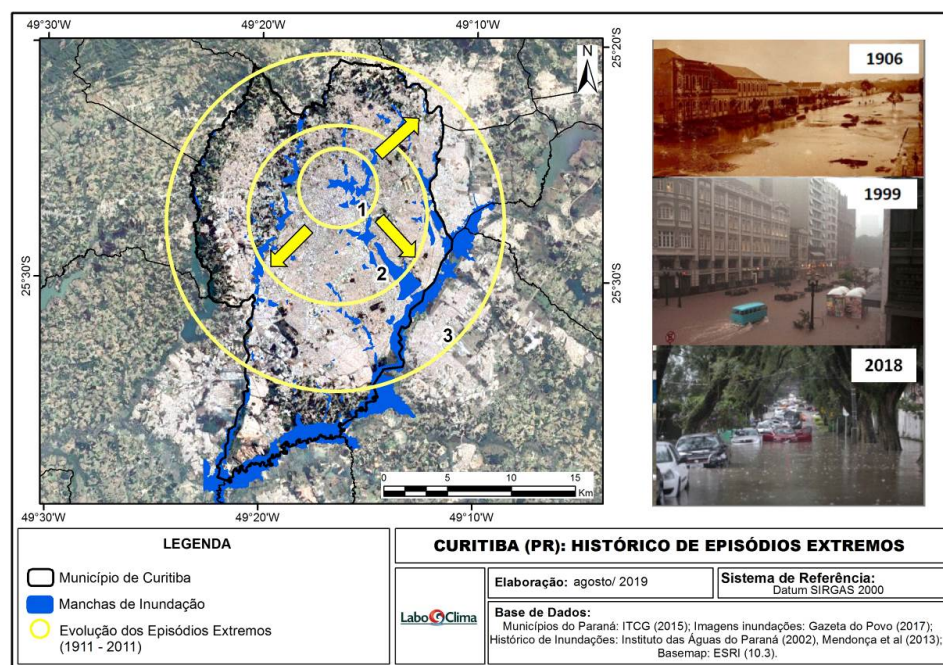 49°30'W
49°20'W
49°10'W
25°20'S
N
1906
1
25°30'S
2
25°30'S
3
1999
2018
0 5 10 15
Km
49°30'W
49°20'W
49°10'W
LEGENDA
Município de Curitiba
Manchas de Inundação
Evolução dos Episódios Extremos
(1911 - 2011)
CURITIBA (PR): HISTÓRICO DE EPISÓDIOS EXTREMOS
LaboClima
Elaboração: agosto/ 2019
Sistema de Referência:
Datum SIRGAS 2000
Base de Dados:
Municípios do Paraná: ITCG (2015); Imagens inundações: Gazeta do Povo (2017);
Histórico de Inundações: Instituto das Águas do Paraná (2002), Mendonça et al (2013);
Basemap: ESRI (10.3).